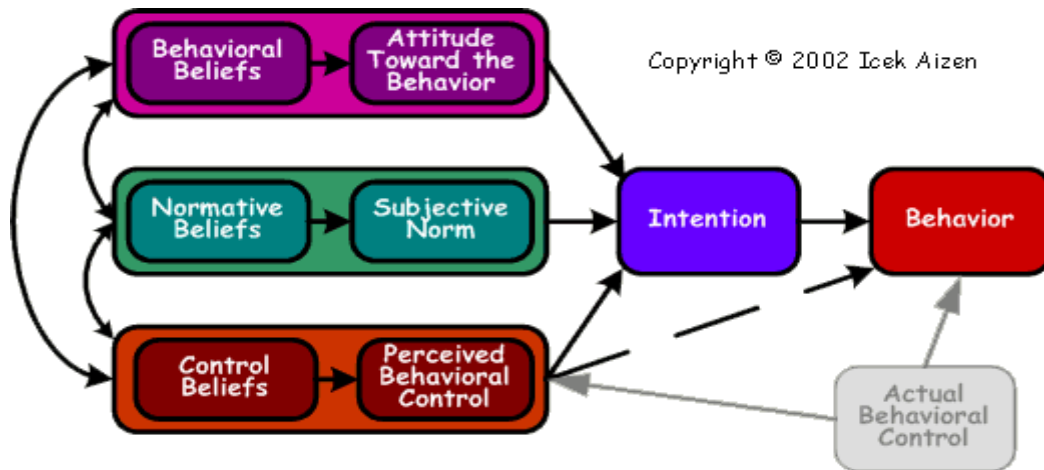 Behavioral
Beliefs
Attitude
Toward the
Behavior
Copyright © 2002 Icek Aizen
Normative
Beliefs
Subjective
Norm
Intention
Behavior
Control
Beliefs
Perceived
Behavioral
Control
Actual
Behavioral
Control